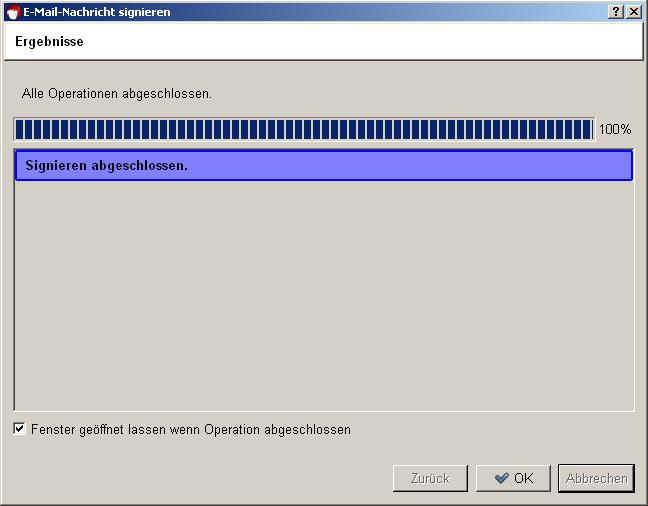 E-Mail-Nachricht signieren
Ergebnisse
Alle Operationen abgeschlossen.
100%
Signieren abgeschlossen.
Fenster geöffnet lassen wenn Operation abgeschlossen
Zurück
OK
Abbrechen